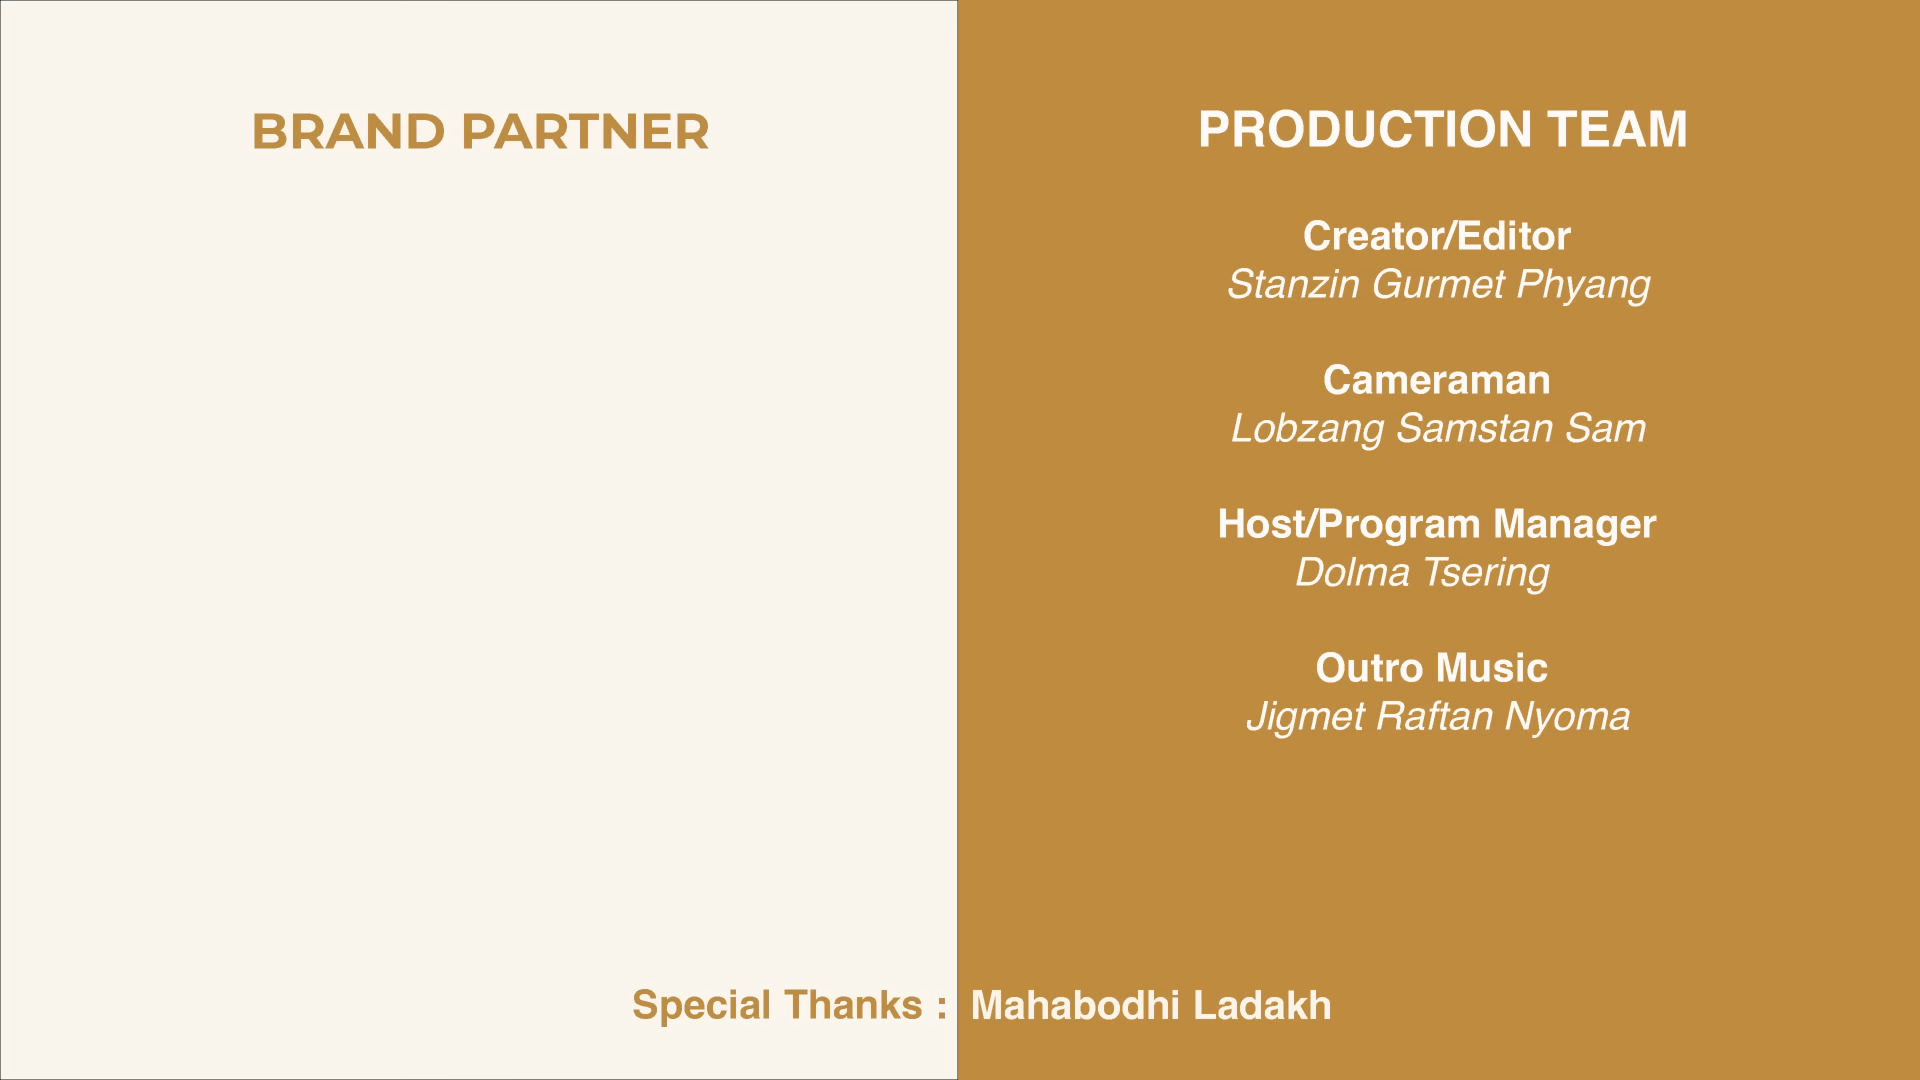 BRAND PARTNER
PRODUCTION TEAM
Creator/Editor
Stanzin Gurmet Phyang
Cameraman
Lobzang Samstan Sam
Host/Program Manager
Dolma Tsering
Outro Music
Jigmet Raftan Nyoma
Special Thanks : Mahabodhi Ladakh